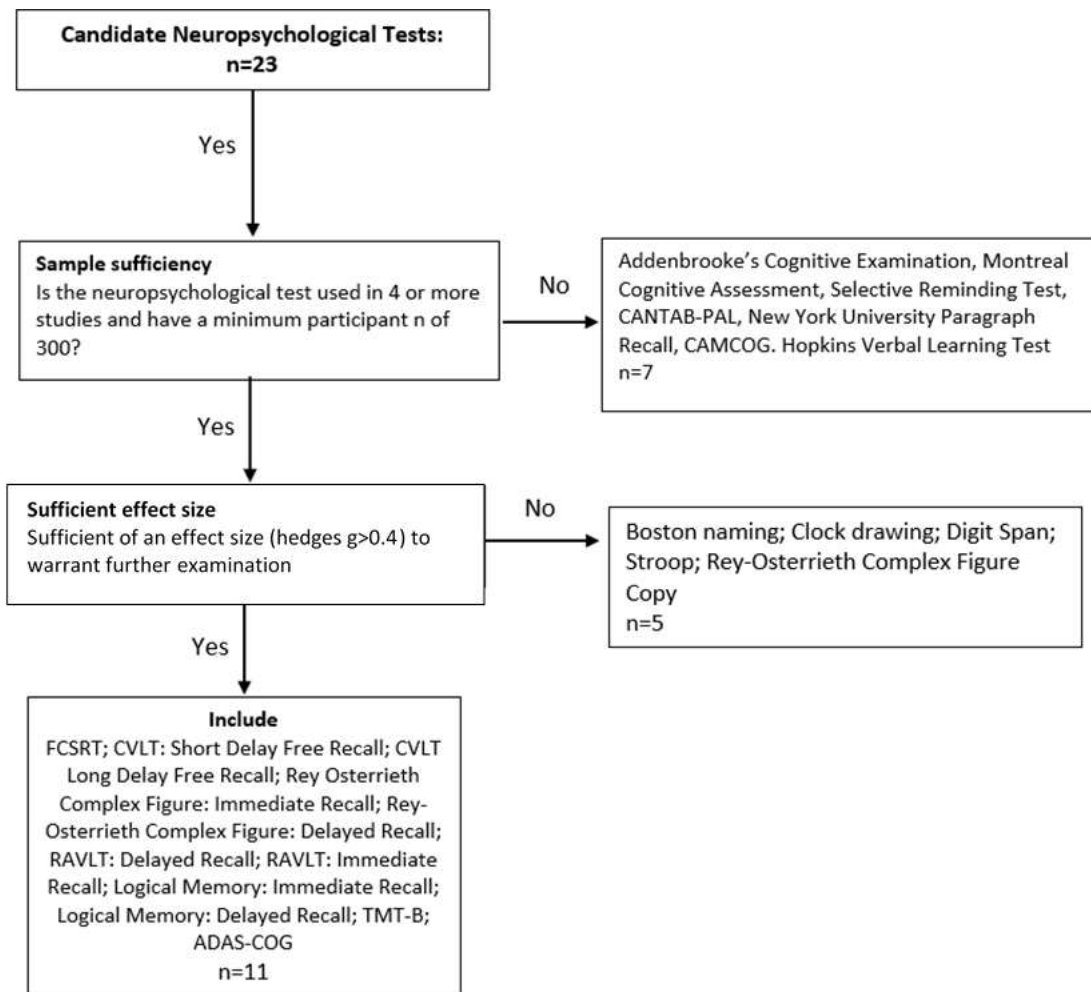 Candidate Neuropsychological Tests:
n=23
Yes
Sample sufficiency
Is the neuropsychological test used in 4 or more
studies and have a minimum participant n of
300?
No
Addenbrooke’s Cognitive Examination, Montreal
Cognitive Assessment, Selective Reminding Test,
CANTAB-PAL, New York University Paragraph
Recall, CAMCOG. Hopkins Verbal Learning Test
n=7
Yes
Sufficient effect size
Sufficient of an effect size (hedges g>0.4) to
warrant further examination
No
Boston naming; Clock drawing; Digit Span;
Stroop; Rey-Osterrieth Complex Figure
Copy
n=5
Yes
Include
FCSRT; CVLT: Short Delay Free Recall; CVLT
Long Delay Free Recall; Rey Osterrieth
Complex Figure: Immediate Recall; Rey-
Osterrieth Complex Figure: Delayed Recall;
RAVLT: Delayed Recall; RAVLT: Immediate
Recall; Logical Memory: Immediate Recall;
Logical Memory: Delayed Recall; TMT-B;
ADAS-COG
n=11